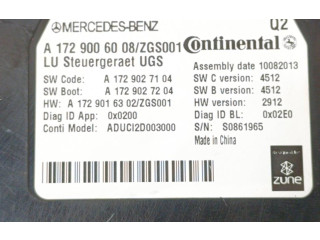 MERCEDES-BENZ Q2
A 172 900 60 08/ZGS001 Continental
LU Steuergeraet UGS Assembly Date 10082013
SW Code: A 172 902 71 04 SW C version: 4512
SW Boot: A 172 902 72 04 SW B version: 4512
HW: A 172 901 63 02/ZGS001 HW version 2912
Diag ID App: 0x0200 Diag ID BL: 0x02E0
Conti Model: ADUCI2D003000 S/N: S0861965
Made in China
zune